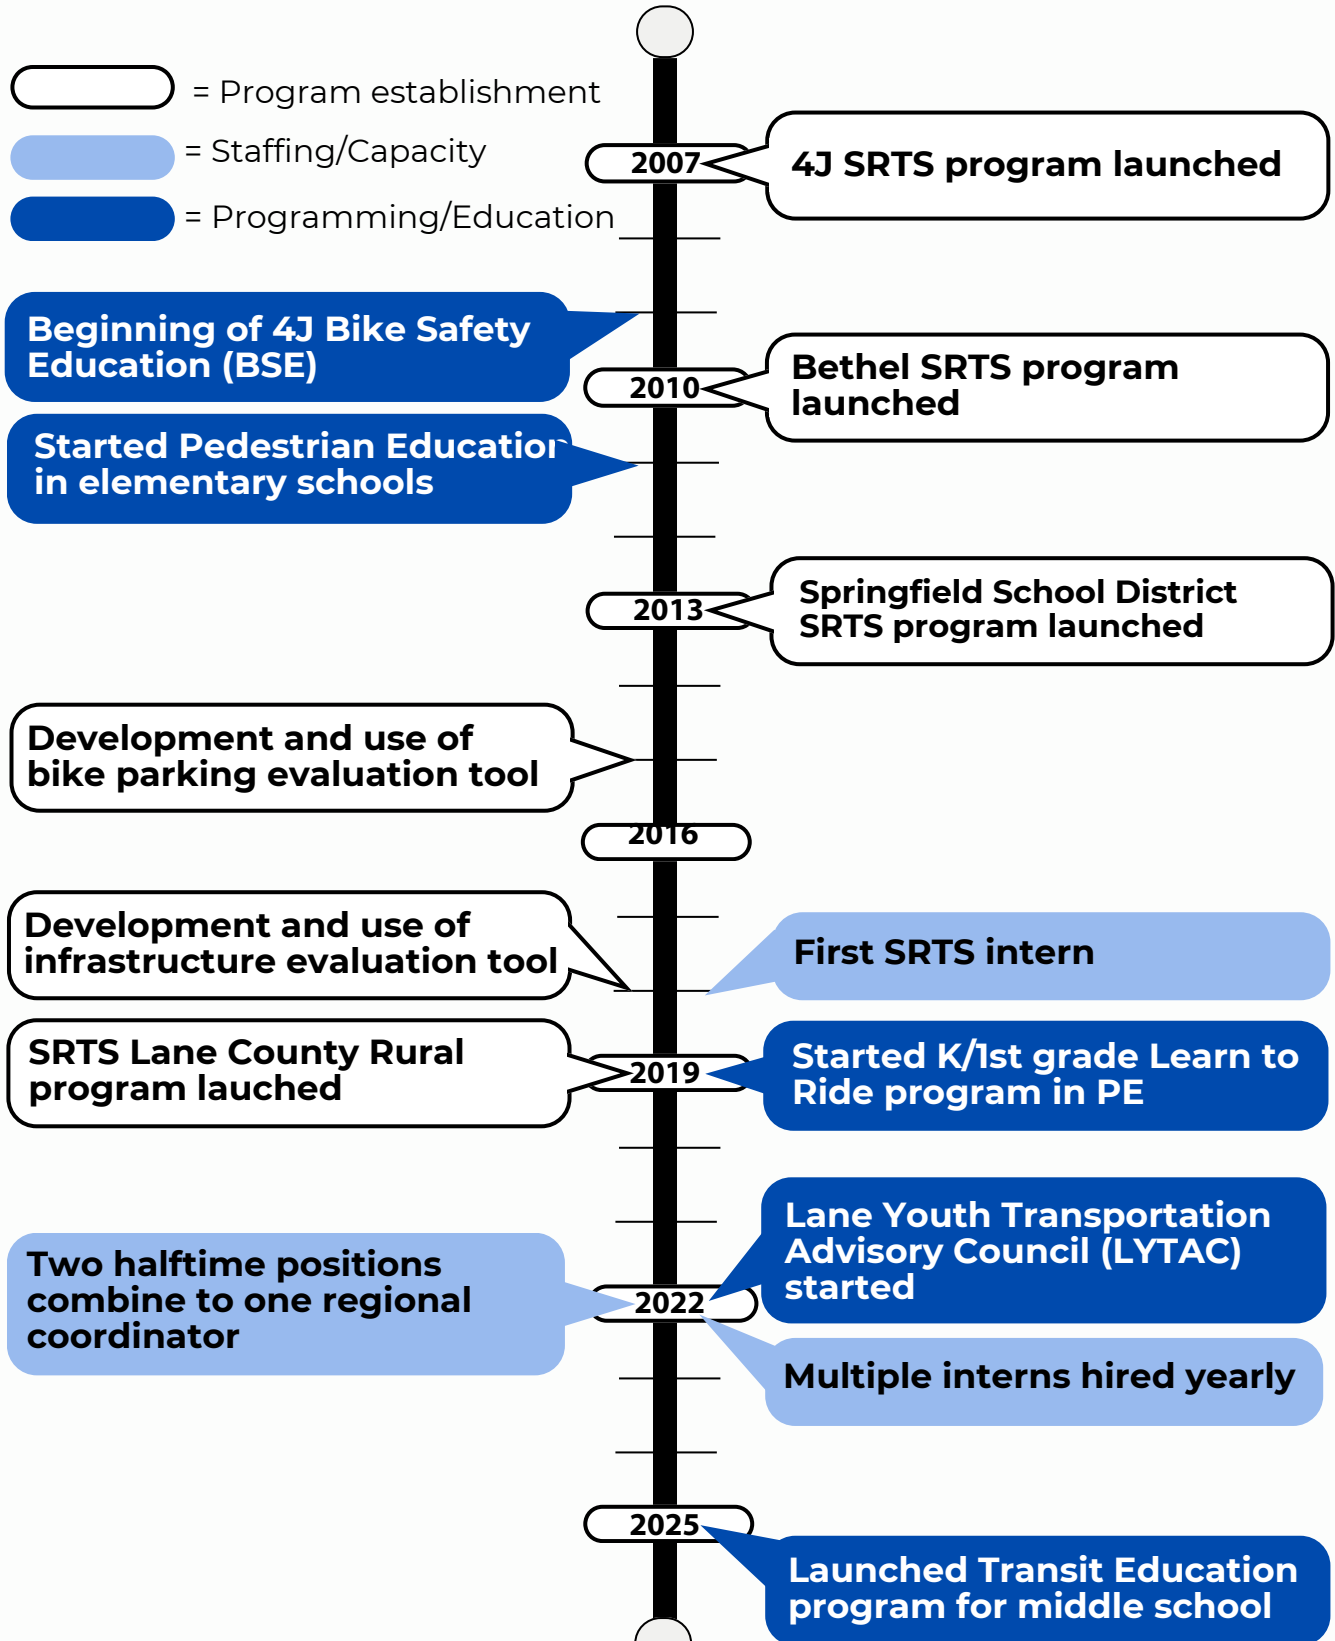 = Program establishment
= Staffing/Capacity
= Programming/Education
2007
4J SRTS program launched
Beginning of 4J Bike Safety
Education (BSE)
2010
Bethel SRTS program
launched
Started Pedestrian Education
in elementary schools
2013
Springfield School District
SRTS program launched
Development and use of
bike parking evaluation tool
2016
Development and use of
infrastructure evaluation tool
First SRTS intern
SRTS Lane County Rural
program lauched
2019
Started K/1st grade Learn to
Ride program in PE
Lane Youth Transportation
Advisory Council (LYTAC)
started
Two halftime positions
combine to one regional
coordinator
2022
Multiple interns hired yearly
2025
Launched Transit Education
program for middle school